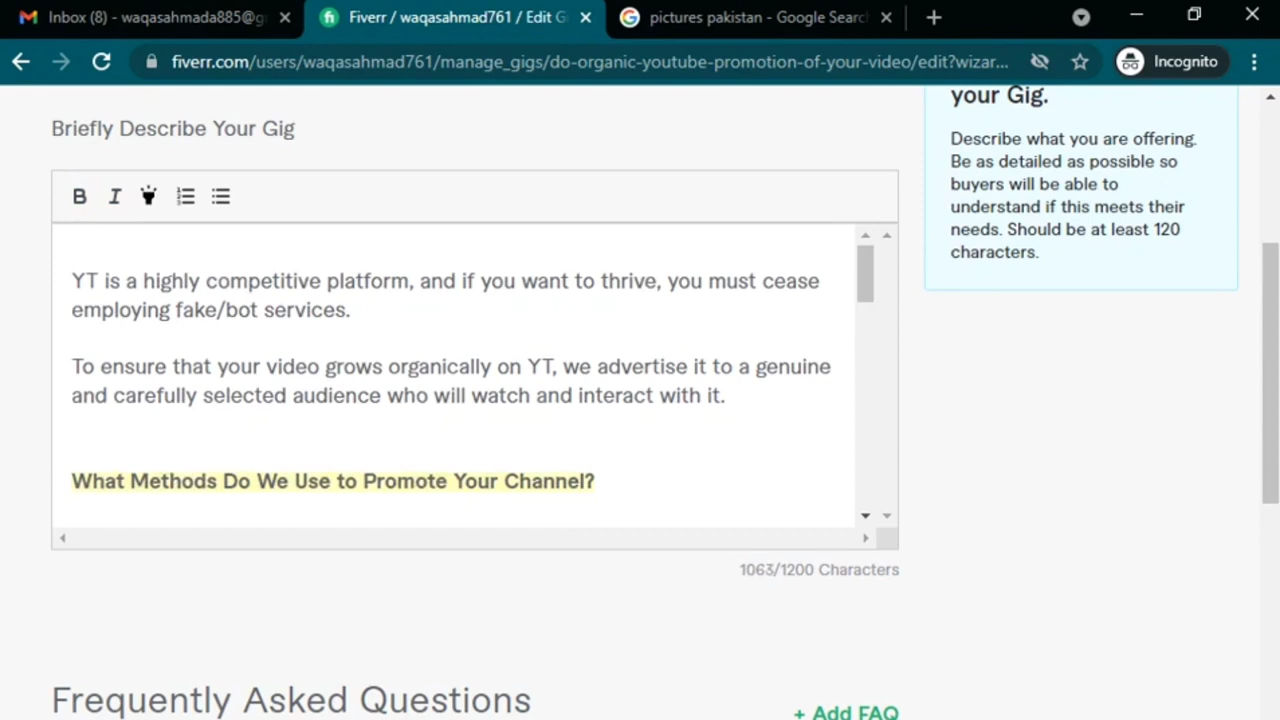 Inbox (8) - waqasahmada885@g
Fiverr / waqasahmad761 / Edit G
pictures pakistan - Google Search
fiverr.com/users/waqasahmad761/manage_gigs/do-organic-youtube-promotion-of-your-video/edit?wizar...
Incognito
your Gig.
Describe what you are offering.
Be as detailed as possible so
buyers will be able to
understand if this meets their
needs. Should be at least 120
characters.
Briefly Describe Your Gig
B I
YT is a highly competitive platform, and if you want to thrive, you must cease
employing fake/bot services.
To ensure that your video grows organically on YT, we advertise it to a genuine
and carefully selected audience who will watch and interact with it.
What Methods Do We Use to Promote Your Channel?
1063/1200 Characters
Frequently Asked Questions
+ Add FAQ